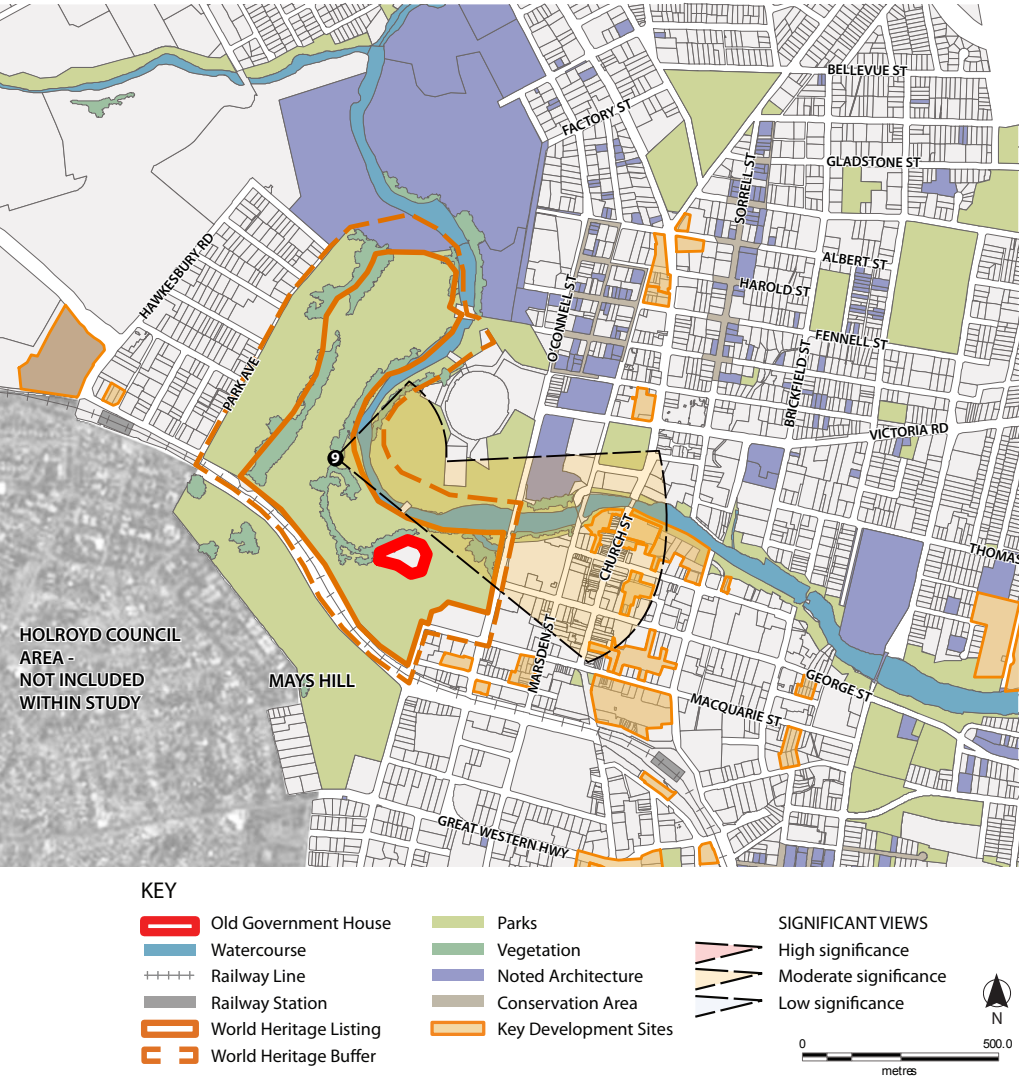 BELLEVUE ST
FACTORY ST
GLADSTONE ST
SORRELL ST
HAWKESBURY RD
ALBERT ST
HAROLD ST
O'CONNELL ST
FENNELL ST
PARK AVE
BRICKFIELD ST
VICTORIA RD
9
CHURCH ST
THOMAS
HOLROYD COUNCIL
AREA -
NOT INCLUDED
WITHIN STUDY
MAYS HILL
MARSDEN ST
GEORGE ST
MACQUARIE ST
GREAT WESTERN HWY
KEY
Old Government House
Watercourse
Railway Line
Railway Station
World Heritage Listing
World Heritage Buffer
Parks
Vegetation
Noted Architecture
Conservation Area
Key Development Sites
SIGNIFICANT VIEWS
High significance
Moderate significance
Low significance
N
0 500.0
metres